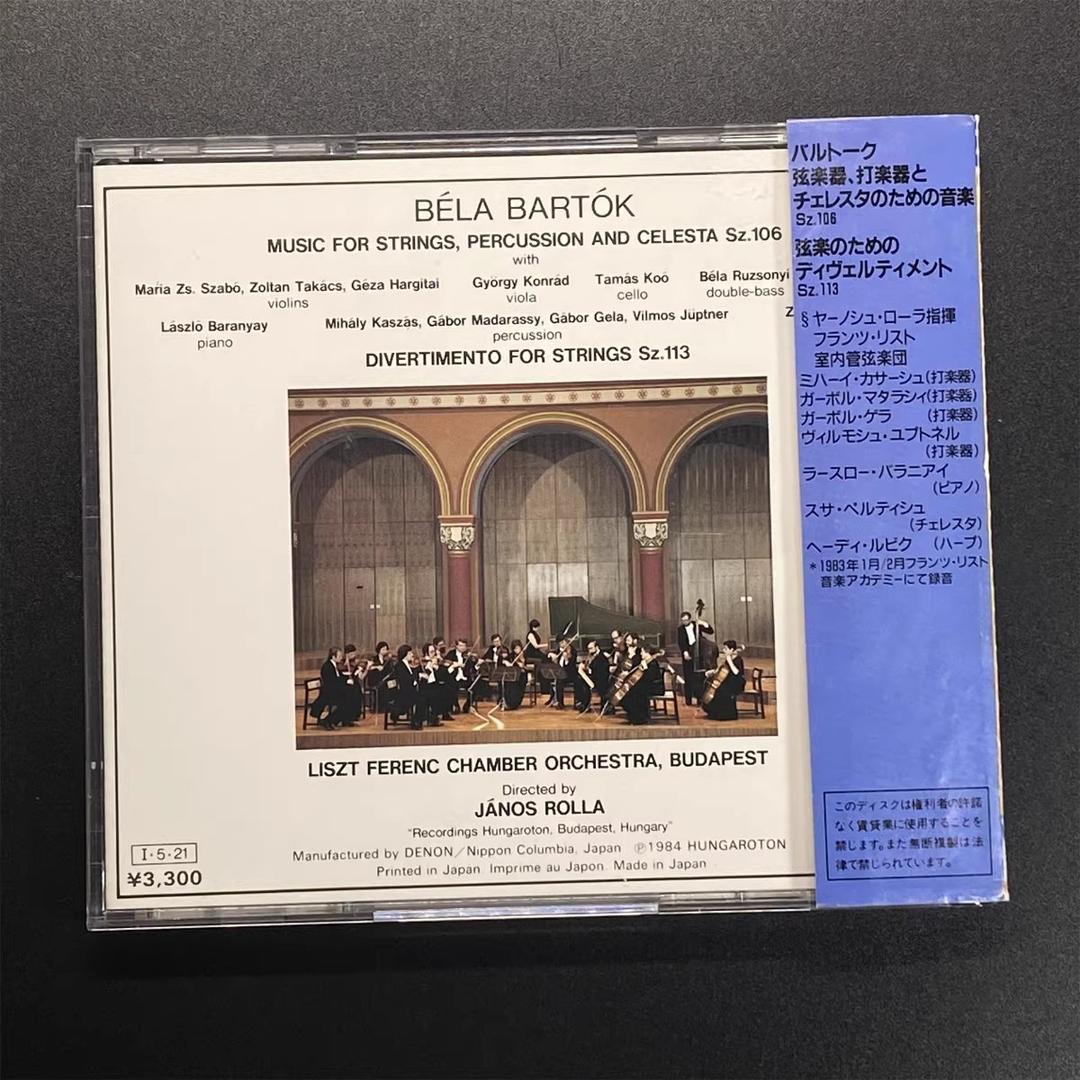 BÉLA BARTÓK
MUSIC FOR STRINGS, PERCUSSION AND CELESTA Sz.106
with
Maria Zs. Szabó, Zoltan Takács, Géza Hargitai
violins
György Konrád
viola
Tamás Koó
cello
Béla Ruzsonyi
double-bass
László Baranyay
piano
Mihály Kaszás, Gábor Madarassy, Gábor Gela, Vilmos Jüptner
percussion
Z
DIVERTIMENTO FOR STRINGS Sz.113
LISZT FERENC CHAMBER ORCHESTRA, BUDAPEST
Directed by
JÁNOS ROLLA
"Recordings Hungaroton, Budapest, Hungary"
Manufactured by DENON/Nippon Columbia, Japan ℗1984 HUNGAROTON
Printed in Japan Imprime au Japon. Made in Japan
I・5・21
¥3,300
バルトーク
弦楽器、打楽器と
チェレスタのための音楽
Sz.106
弦楽のための
ディヴェルティメント
Sz.113
§ヤーノシュ・ローラ指揮
フランツ・リスト
室内管弦楽団
ミハーイ・カサーシュ(打楽器)
ガーボル・マタラシィ(打楽器)
ガーボル・ゲラ (打楽器)
ヴィルモシュ・ユプトネル
(打楽器)
ラースロー・バラニアイ
(ピアノ)
スサ・ペルティシュ
(チェレスタ)
ヘーディ・ルビク (ハープ)
*1983年1月/2月フランツ・リスト
音楽アカデミーにて録音
このディスクは権利者の許諾
なく賃貸業に使用することを
禁じます。また無断複製は法
律で禁じられています。